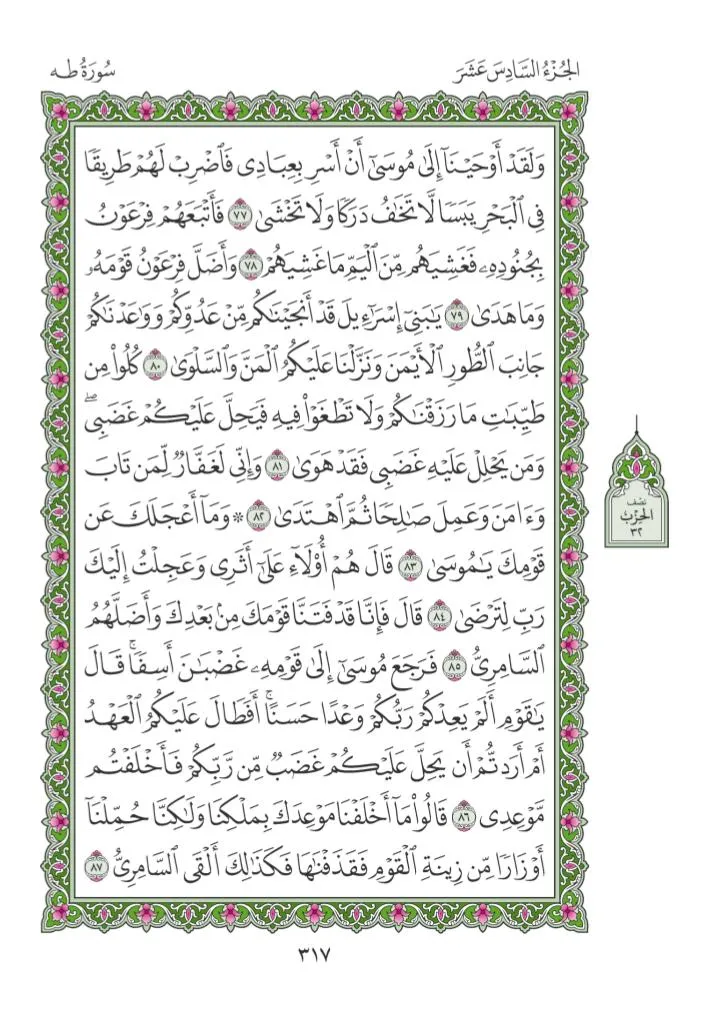 الجُزْءُ السَّادِسَ عَشَرَ
سُورَةُ طه
وَلَقَدْ أَوْحَيْنَآ إِلَىٰ مُوسَىٰٓ أَنْ أَسْرِ بِعِبَادِى فَٱضْرِبْ لَهُمْ طَرِيقًا
فِى ٱلْبَحْرِ يَبَسًا لَّا تَخَٰفُ دَرَكًا وَلَا تَخْشَىٰ ٧٧ فَأَتْبَعَهُمْ فِرْعَوْنُ
بِجُنُودِهِۦ فَغَشِيَهُم مِّنَ ٱلْيَمِّ مَا غَشِيَهُمْ ٧٨ وَأَضَلَّ فِرْعَوْنُ قَوْمَهُۥ
وَمَا هَدَىٰ ٧٩ يَٰبَنِىٓ إِسْرَٰٓءِيلَ قَدْ أَنجَيْنَٰكُم مِّنْ عَدُوِّكُمْ وَوَٰعَدْنَٰكُمْ
جَانِبَ ٱلطُّورِ ٱلْأَيْمَنَ وَنَزَّلْنَا عَلَيْكُمُ ٱلْمَنَّ وَٱلسَّلْوَىٰ ٨٠ كُلُوا۟ مِن
طَيِّبَٰتِ مَا رَزَقْنَٰكُمْ وَلَا تَطْغَوْا۟ فِيهِ فَيَحِلَّ عَلَيْكُمْ غَضَبِى ۖ
وَمَن يَحْلِلْ عَلَيْهِ غَضَبِى فَقَدْ هَوَىٰ ٨١ وَإِنِّى لَغَفَّارٌ لِّمَن تَابَ
وَءَامَنَ وَعَمِلَ صَٰلِحًا ثُمَّ ٱهْتَدَىٰ ٨٢ * وَمَآ أَعْجَلَكَ عَن
قَوْمِكَ يَٰمُوسَىٰ ٨٣ قَالَ هُمْ أُو۟لَآءِ عَلَىٰٓ أَثَرِى وَعَجِلْتُ إِلَيْكَ
رَبِّ لِتَرْضَىٰ ٨٤ قَالَ فَإِنَّا قَدْ فَتَنَّا قَوْمَكَ مِنۢ بَعْدِكَ وَأَضَلَّهُمُ
ٱلسَّامِرِىُّ ٨٥ فَرَجَعَ مُوسَىٰٓ إِلَىٰ قَوْمِهِۦ غَضْبَٰنَ أَسِفًا ۚ قَالَ
يَٰقَوْمِ أَلَمْ يَعِدْكُمْ رَبُّكُمْ وَعْدًا حَسَنًا ۚ أَفَطَالَ عَلَيْكُمُ ٱلْعَهْدُ
أَمْ أَرَدتُّمْ أَن يَحِلَّ عَلَيْكُمْ غَضَبٌ مِّن رَّبِّكُمْ فَأَخْلَفْتُم
مَّوْعِدِى ٨٦ قَالُوا۟ مَآ أَخْلَفْنَا مَوْعِدَكَ بِمَلْكِنَا وَلَٰكِنَّا حُمِّلْنَآ
أَوْزَارًا مِّن زِينَةِ ٱلْقَوْمِ فَقَذَفْنَٰهَا فَكَذَٰلِكَ أَلْقَى ٱلسَّامِرِىُّ ٨٧
نصف
الحزب
٣٢
٣١٧